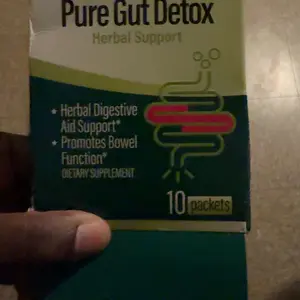 Pure Gut Detox
Herbal Support
• Herbal Digestive
Aid Support*
• Promotes Bowel
Function*
DIETARY SUPPLEMENT
10 packets